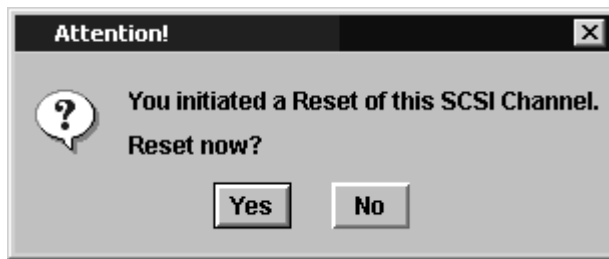 Attention!
You initiated a Reset of this SCSI Channel.
Reset now?
Yes No